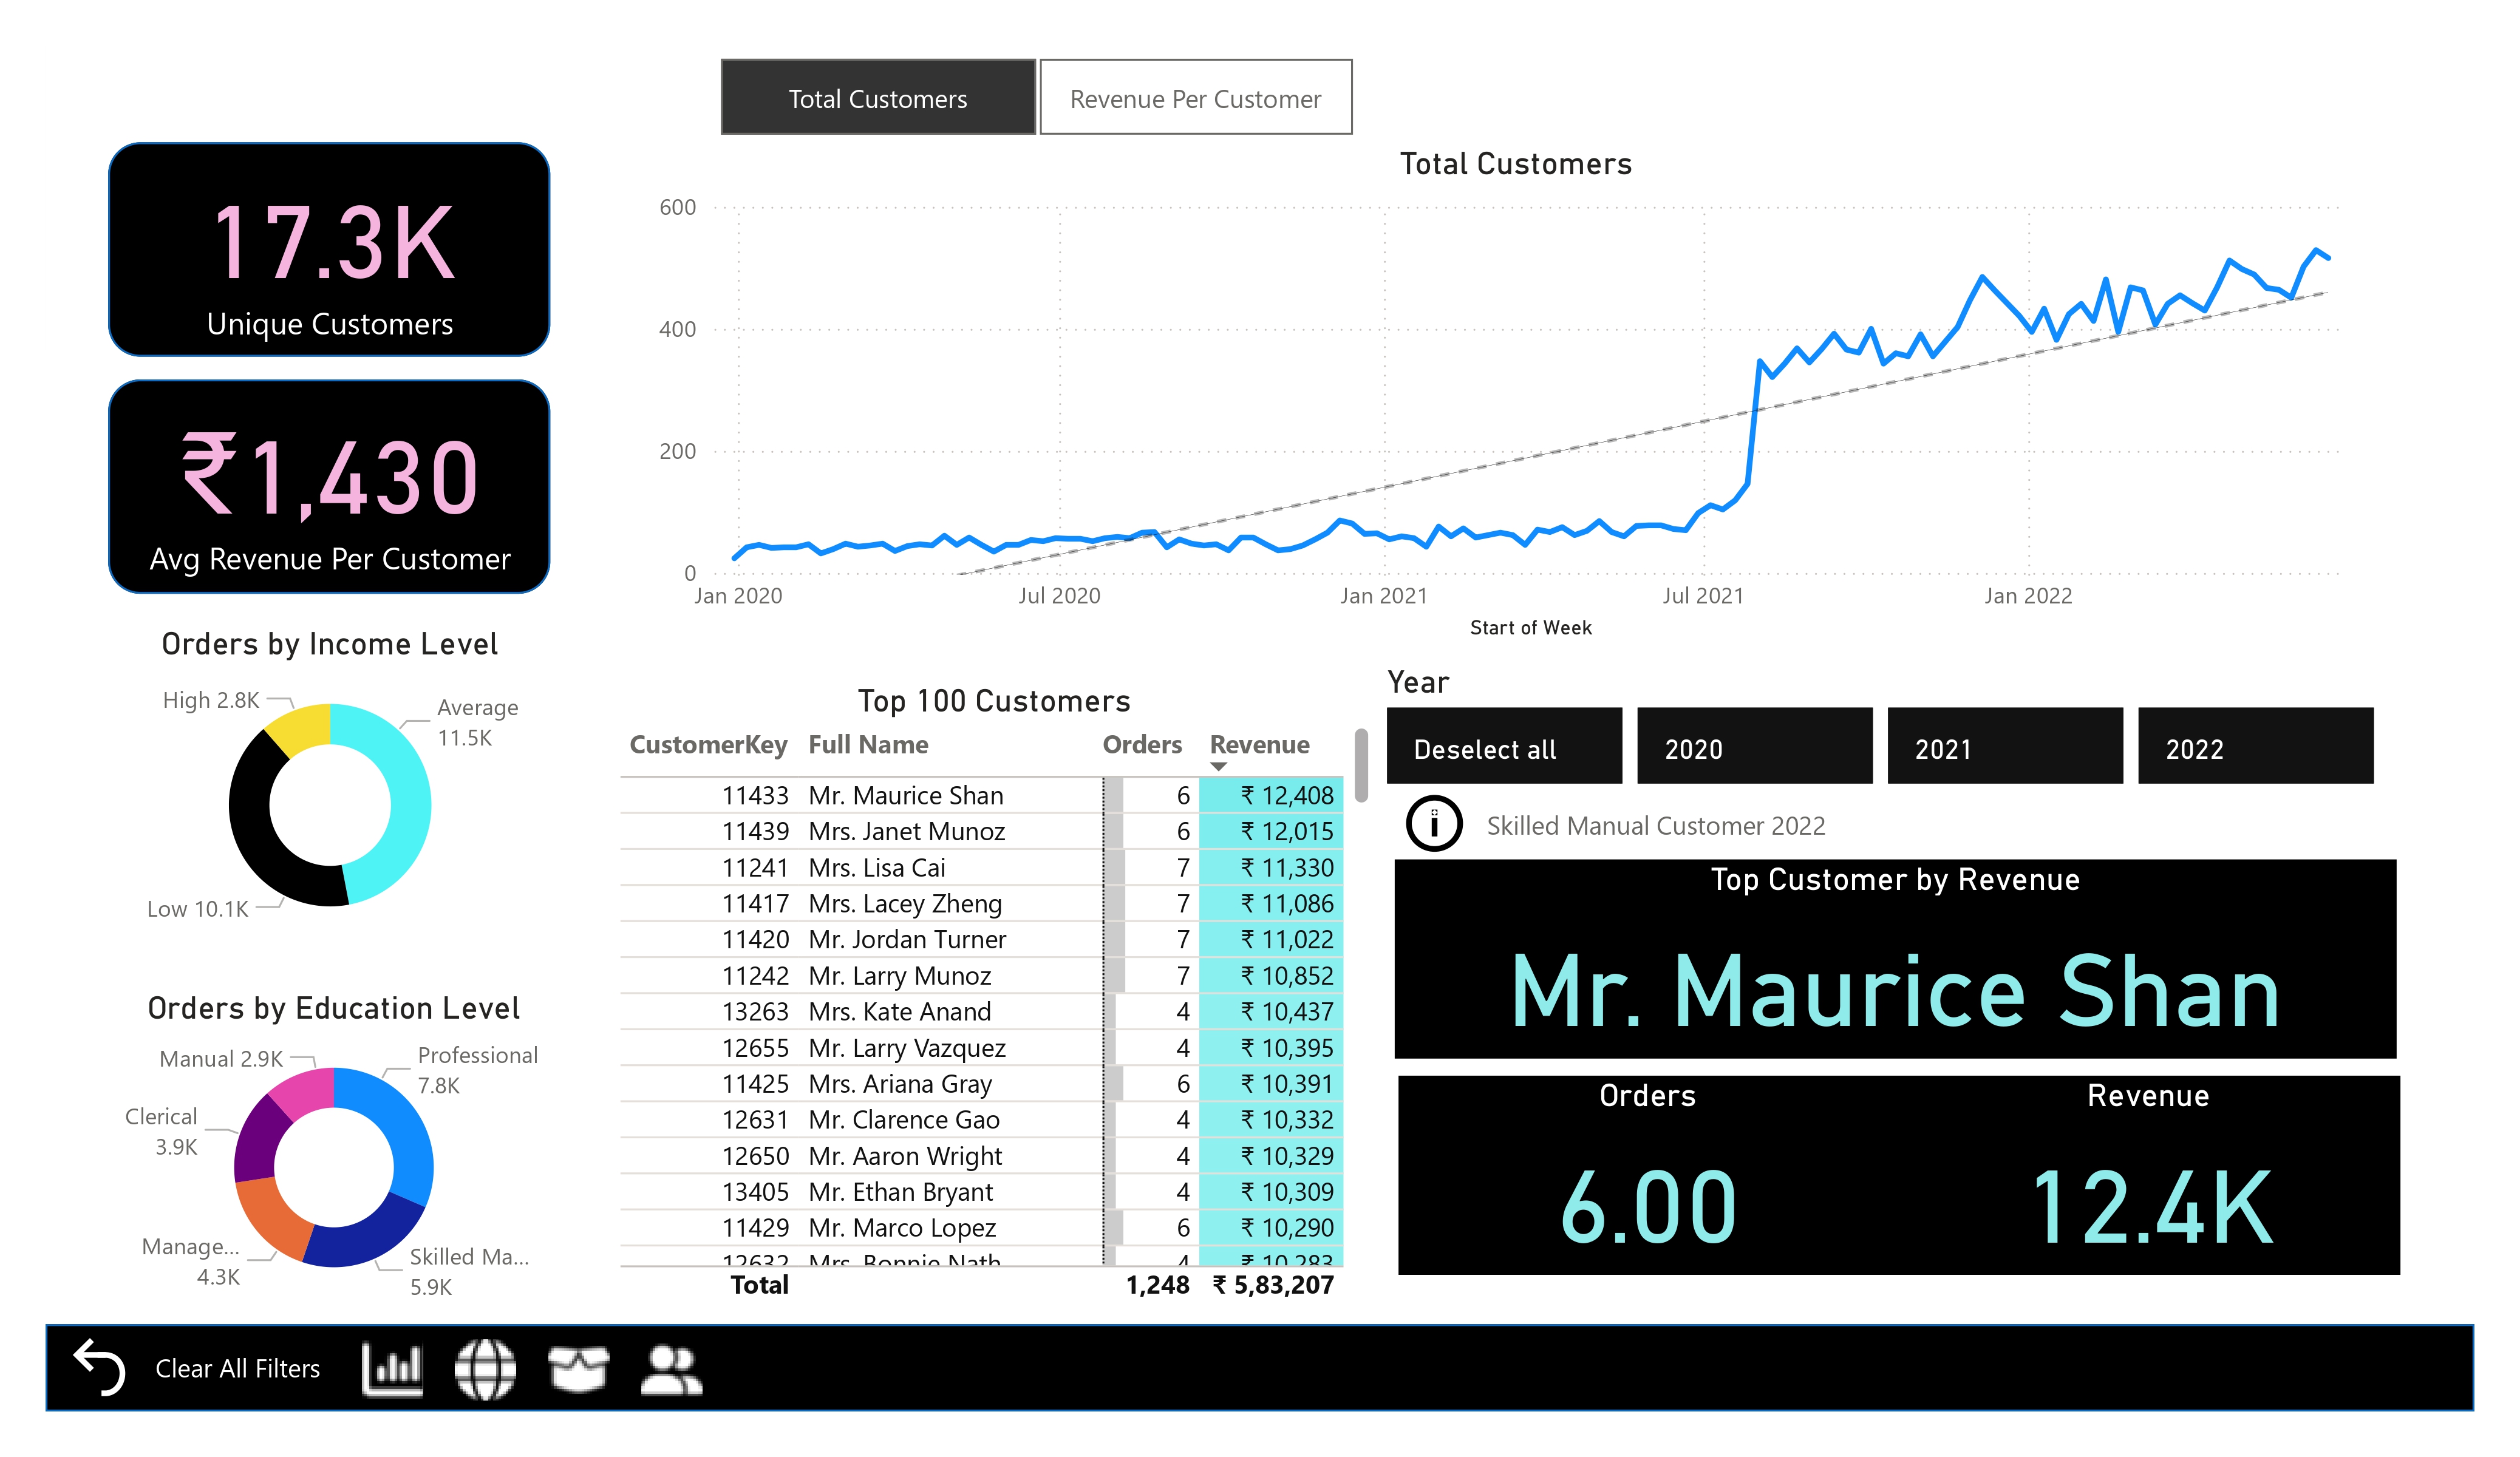 Total Customers
Revenue Per Customer
17.3K
Unique Customers
₹1,430
Avg Revenue Per Customer
Total Customers
600
400
200
0
Jan 2020
Jul 2020
Jan 2021
Jul 2021
Jan 2022
Start of Week
Orders by Income Level
High 2.8K
Average
11.5K
Low 10.1K
Orders by Education Level
Manual 2.9K
Professional
7.8K
Clerical
3.9K
Manage...
4.3K
Skilled Ma...
5.9K
Top 100 Customers
CustomerKey Full Name Orders Revenue
11433 Mr. Maurice Shan 6 ₹ 12,408
11439 Mrs. Janet Munoz 6 ₹ 12,015
11241 Mrs. Lisa Cai 7 ₹ 11,330
11417 Mrs. Lacey Zheng 7 ₹ 11,086
11420 Mr. Jordan Turner 7 ₹ 11,022
11242 Mr. Larry Munoz 7 ₹ 10,852
13263 Mrs. Kate Anand 4 ₹ 10,437
12655 Mr. Larry Vazquez 4 ₹ 10,395
11425 Mrs. Ariana Gray 6 ₹ 10,391
12631 Mr. Clarence Gao 4 ₹ 10,332
12650 Mr. Aaron Wright 4 ₹ 10,329
13405 Mr. Ethan Bryant 4 ₹ 10,309
11429 Mr. Marco Lopez 6 ₹ 10,290
12632 Mrs. Bonnie Nath 4 ₹ 10,283
Total 1,248 ₹ 5,83,207
Year
Deselect all
2020
2021
2022
Skilled Manual Customer 2022
Top Customer by Revenue
Mr. Maurice Shan
Orders
Revenue
6.00
12.4K
Clear All Filters